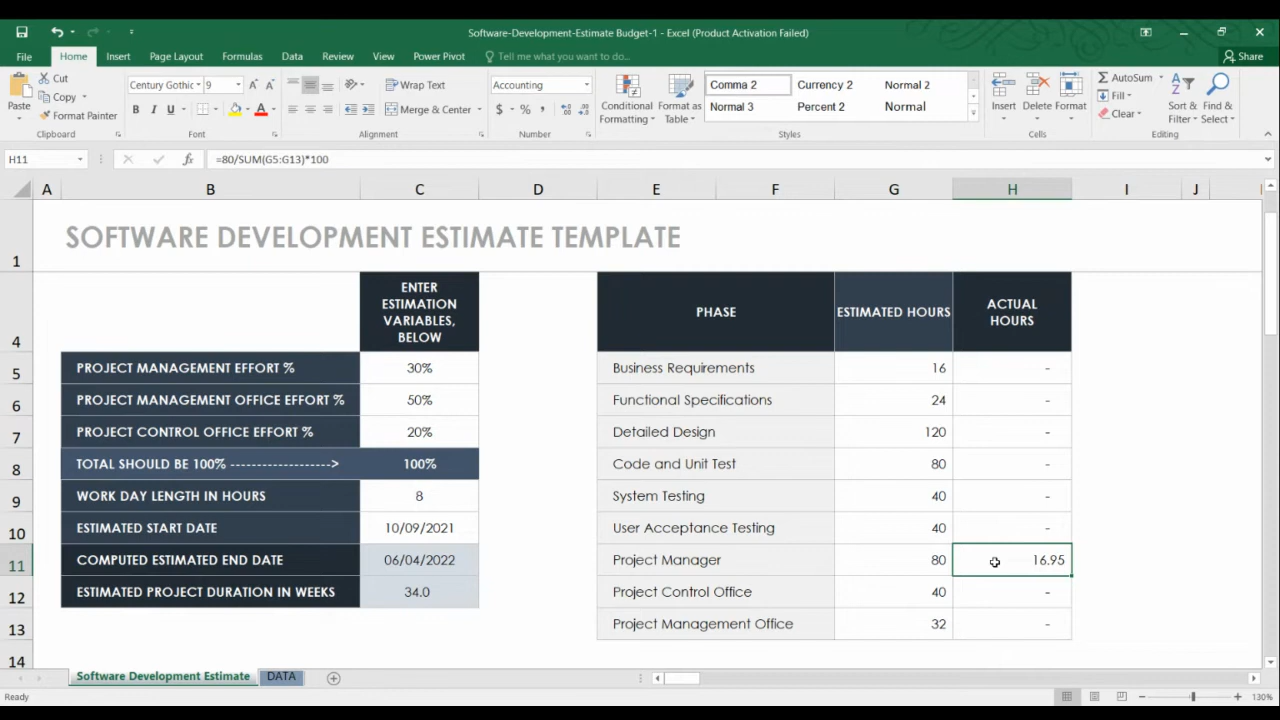 Software-Development-Estimate Budget-1 - Excel (Product Activation Failed)
File Home Insert Page Layout Formulas Data Review View Power Pivot Tell me what you want to do... Share
Paste
Cut
Copy
Format Painter
Clipboard
Century Gothic 9
B I U
Font
Wrap Text
Merge & Center
Alignment
Accounting
$ % ,
Number
Conditional Formatting
Format as Table
Comma 2 Currency 2 Normal 2
Normal 3 Percent 2 Normal
Styles
Insert Delete Format
Cells
AutoSum
Fill
Clear
Sort & Filter
Find & Select
Editing
H11 fx =80/SUM(G5:G13)*100
A B C D E F G H I J
1 SOFTWARE DEVELOPMENT ESTIMATE TEMPLATE
4 ENTER ESTIMATION VARIABLES, BELOW PHASE ESTIMATED HOURS ACTUAL HOURS
5 PROJECT MANAGEMENT EFFORT % 30% Business Requirements 16 -
6 PROJECT MANAGEMENT OFFICE EFFORT % 50% Functional Specifications 24 -
7 PROJECT CONTROL OFFICE EFFORT % 20% Detailed Design 120 -
8 TOTAL SHOULD BE 100% -------------------> 100% Code and Unit Test 80 -
9 WORK DAY LENGTH IN HOURS 8 System Testing 40 -
10 ESTIMATED START DATE 10/09/2021 User Acceptance Testing 40 -
11 COMPUTED ESTIMATED END DATE 06/04/2022 Project Manager 80 16.95
12 ESTIMATED PROJECT DURATION IN WEEKS 34.0 Project Control Office 40 -
13 Project Management Office 32 -
14
Software Development Estimate DATA
Ready 130%